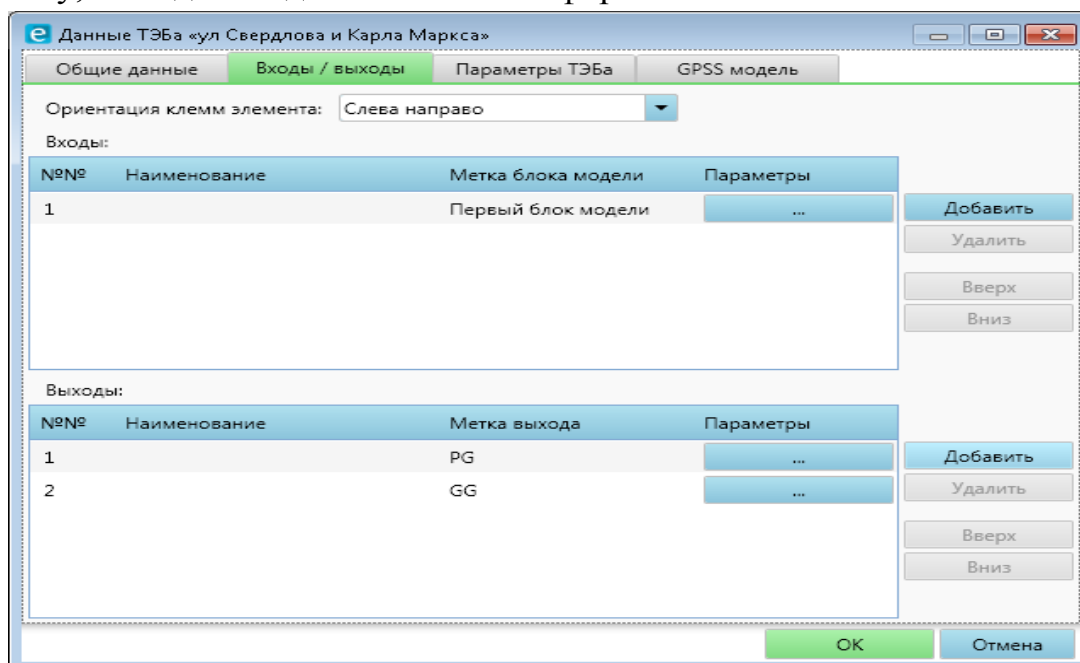 Данные ТЭБа «ул Свердлова и Карла Маркса»
Общие данные Входы / выходы Параметры ТЭБа GPSS модель
Ориентация клемм элемента: Слева направо
Входы:
№№ Наименование Метка блока модели Параметры
1 Первый блок модели ...
Добавить
Удалить
Вверх
Вниз
Выходы:
№№ Наименование Метка выхода Параметры
1 PG ...
2 GG ...
Добавить
Удалить
Вверх
Вниз
OK Отмена